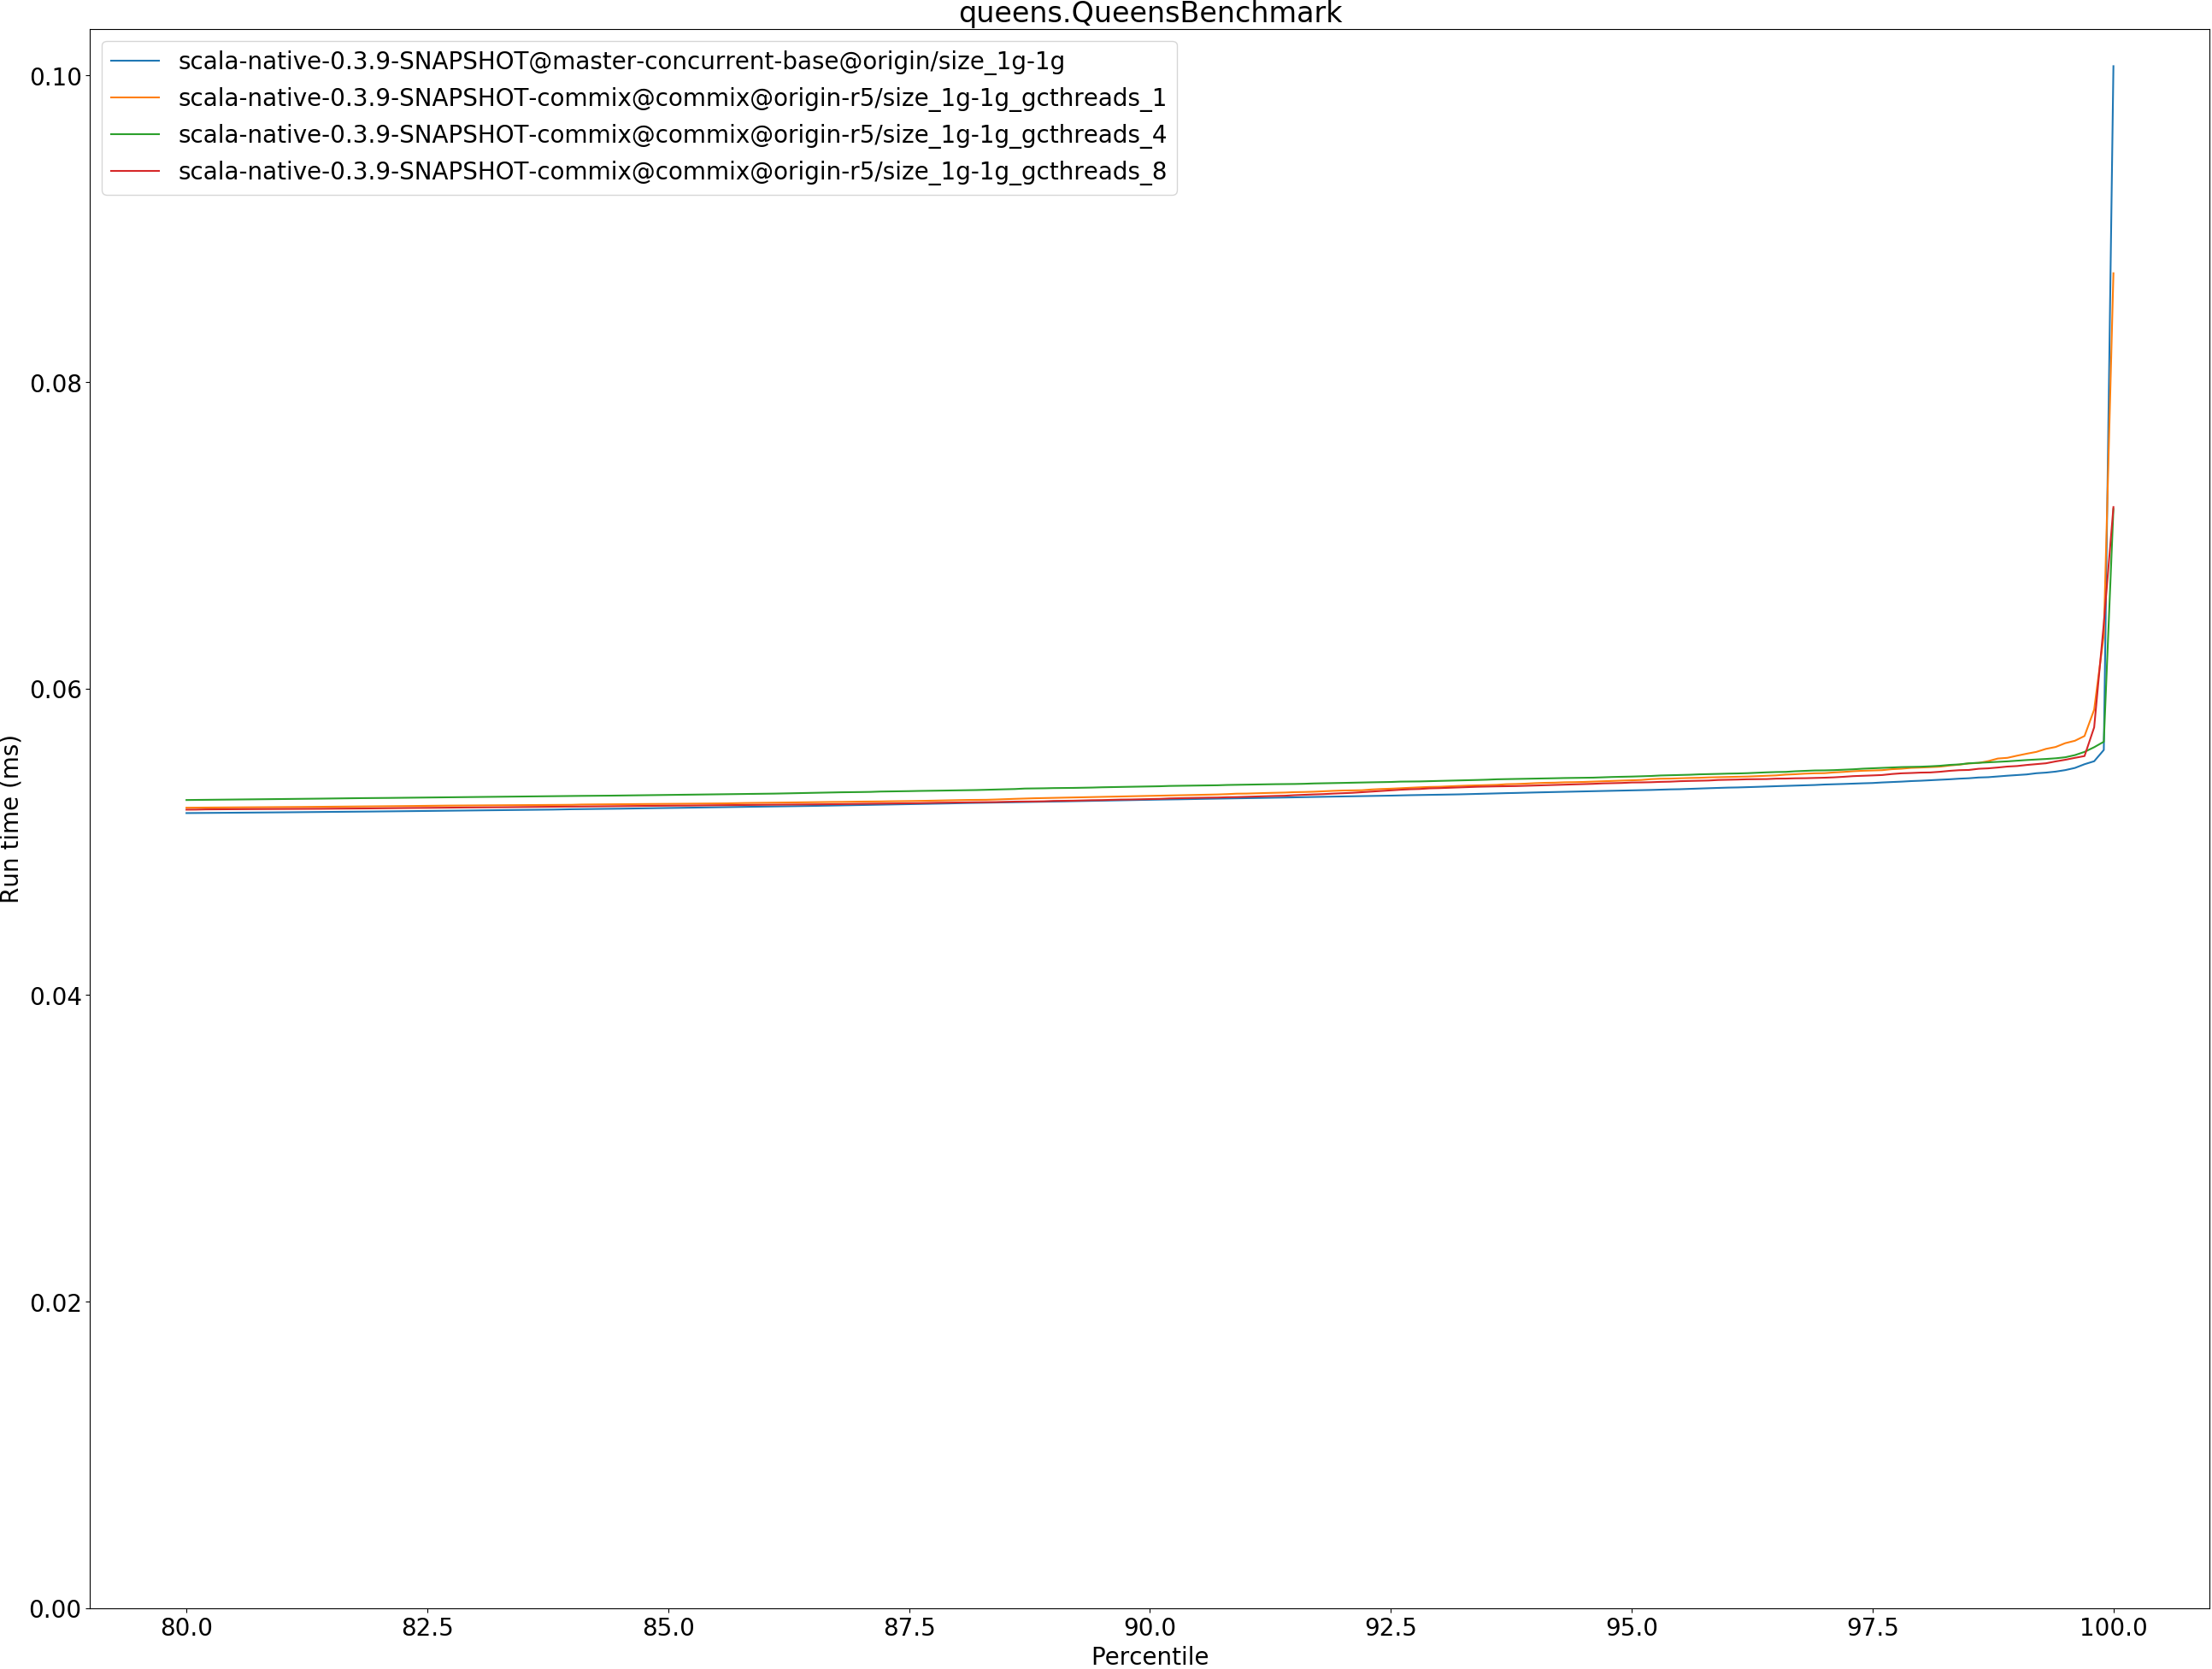 queens.QueensBenchmark
scala-native-0.3.9-SNAPSHOT@master-concurrent-base@origin/size_1g-1g
scala-native-0.3.9-SNAPSHOT-commix@commix@origin-r5/size_1g-1g_gcthreads_1
scala-native-0.3.9-SNAPSHOT-commix@commix@origin-r5/size_1g-1g_gcthreads_4
scala-native-0.3.9-SNAPSHOT-commix@commix@origin-r5/size_1g-1g_gcthreads_8
0.10
0.08
0.06
0.04
0.02
0.00
Run time (ms)
80.0 82.5 85.0 87.5 90.0 92.5 95.0 97.5 100.0
Percentile